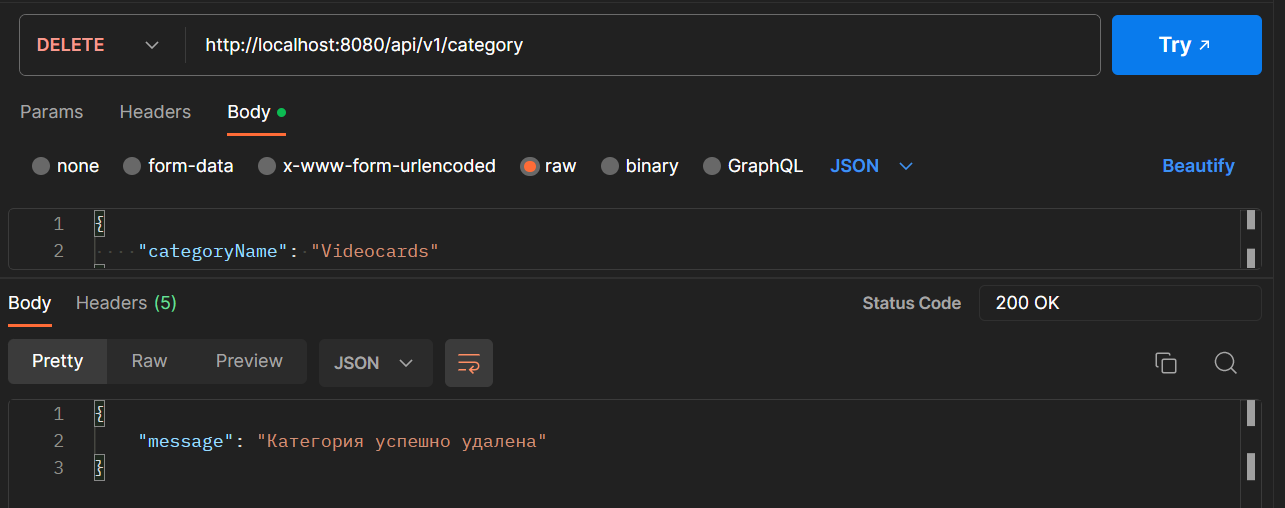 DELETE http://localhost:8080/api/v1/category Try
Params Headers Body
none form-data x-www-form-urlencoded raw binary GraphQL JSON Beautify
1 {
2 "categoryName": "Videocards"
Body Headers (5) Status Code 200 OK
Pretty Raw Preview JSON
1 {
2 "message": "Категория успешно удалена"
3 }